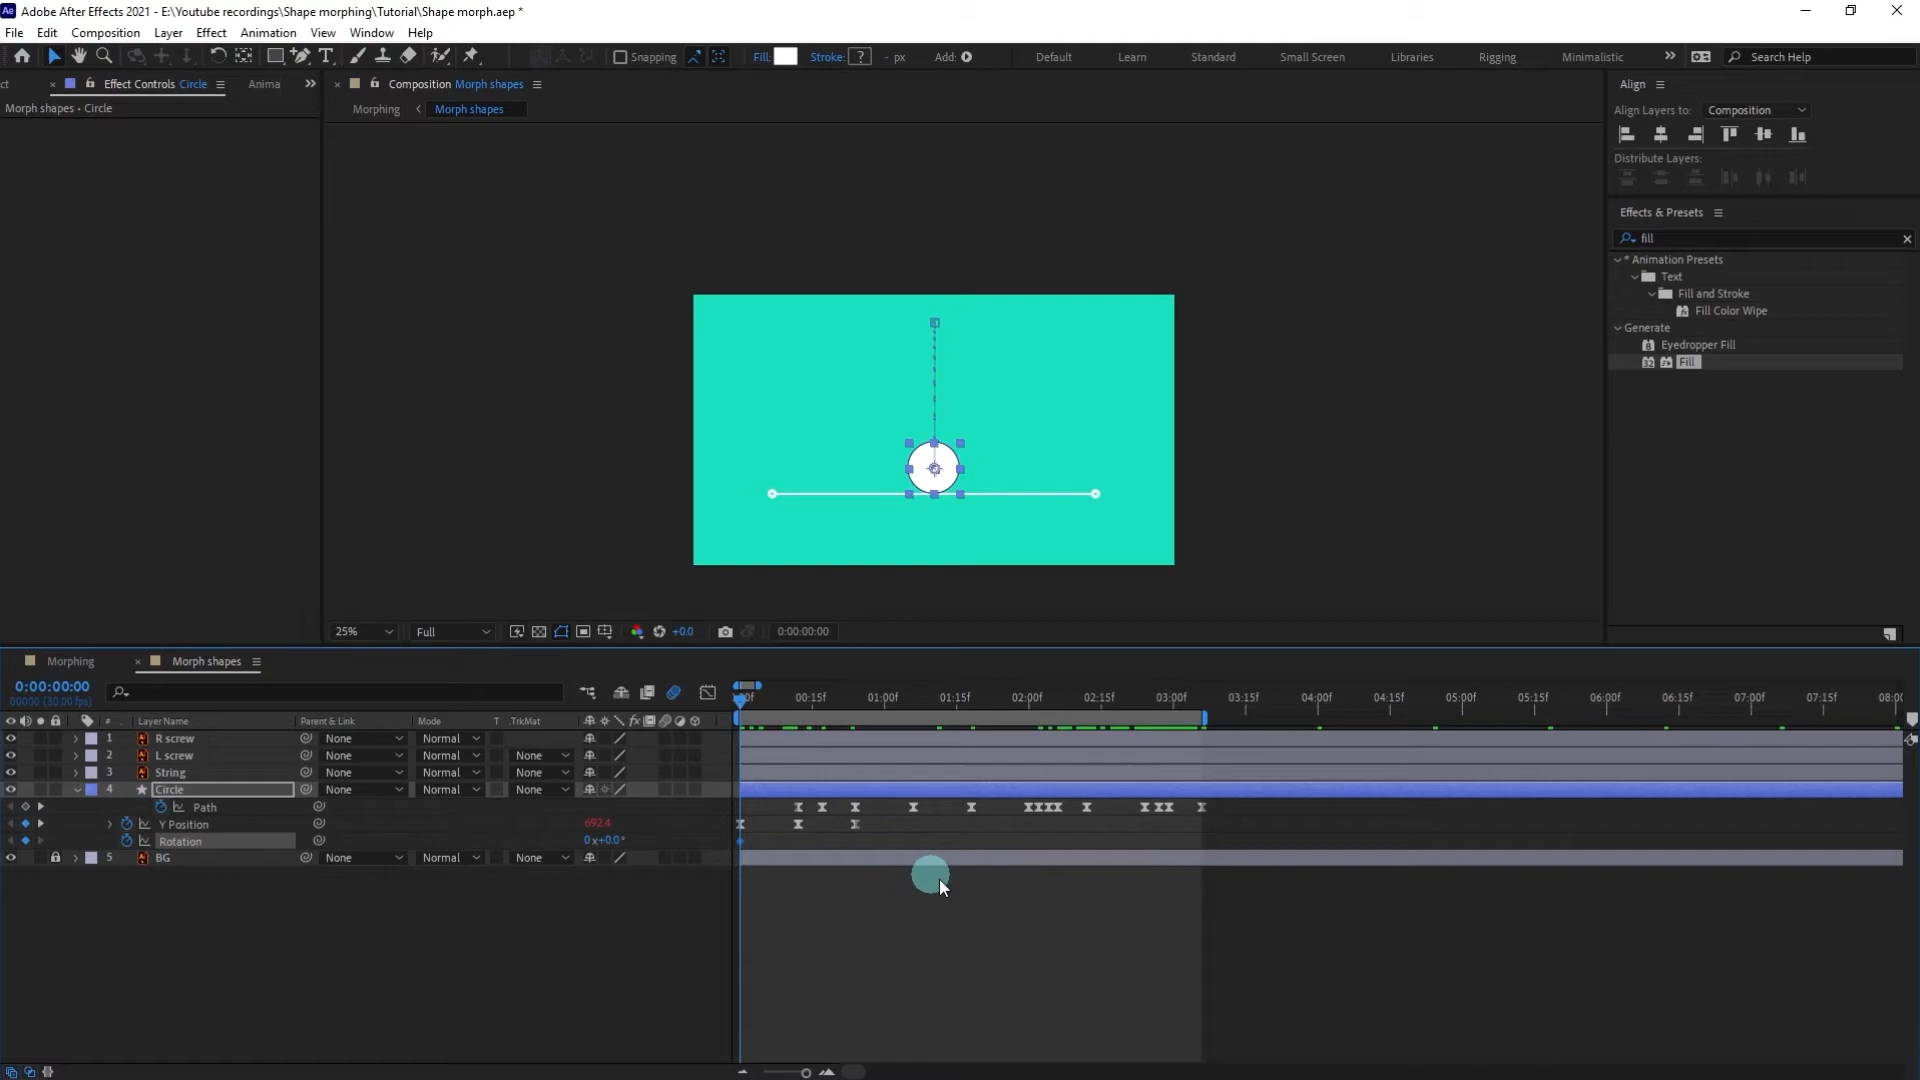 Ae Adobe After Effects 2021 - E:\Youtube recordings\Shape morphing\Tutorial\Shape morph.aep *
File Edit Composition Layer Effect Animation View Window Help
Snapping Fill: Stroke: ? - px Add: Default Learn Standard Small Screen Libraries Rigging Minimalistic Search Help
ct Effect Controls Circle Anima Composition Morph shapes Align
Morph shapes • Circle Morphing Morph shapes Align Layers to: Composition
Distribute Layers:
Effects & Presets
fill
* Animation Presets
Text
Fill and Stroke
Fill Color Wipe
Generate
Eyedropper Fill
Fill
25% Full +0.0 0:00:00:00
Morphing Morph shapes
0:00:00:00
00000 (30.00 fps)
00f 00:15f 01:00f 01:15f 02:00f 02:15f 03:00f 03:15f 04:00f 04:15f 05:00f 05:15f 06:00f 06:15f 07:00f 07:15f 08:00
# Layer Name Parent & Link Mode T .TrkMat fx
1 R screw None Normal
2 L screw None Normal None
3 String None Normal None
4 Circle None Normal None
Path
Y Position 692.4
Rotation 0x+0.0°
5 BG None Normal None